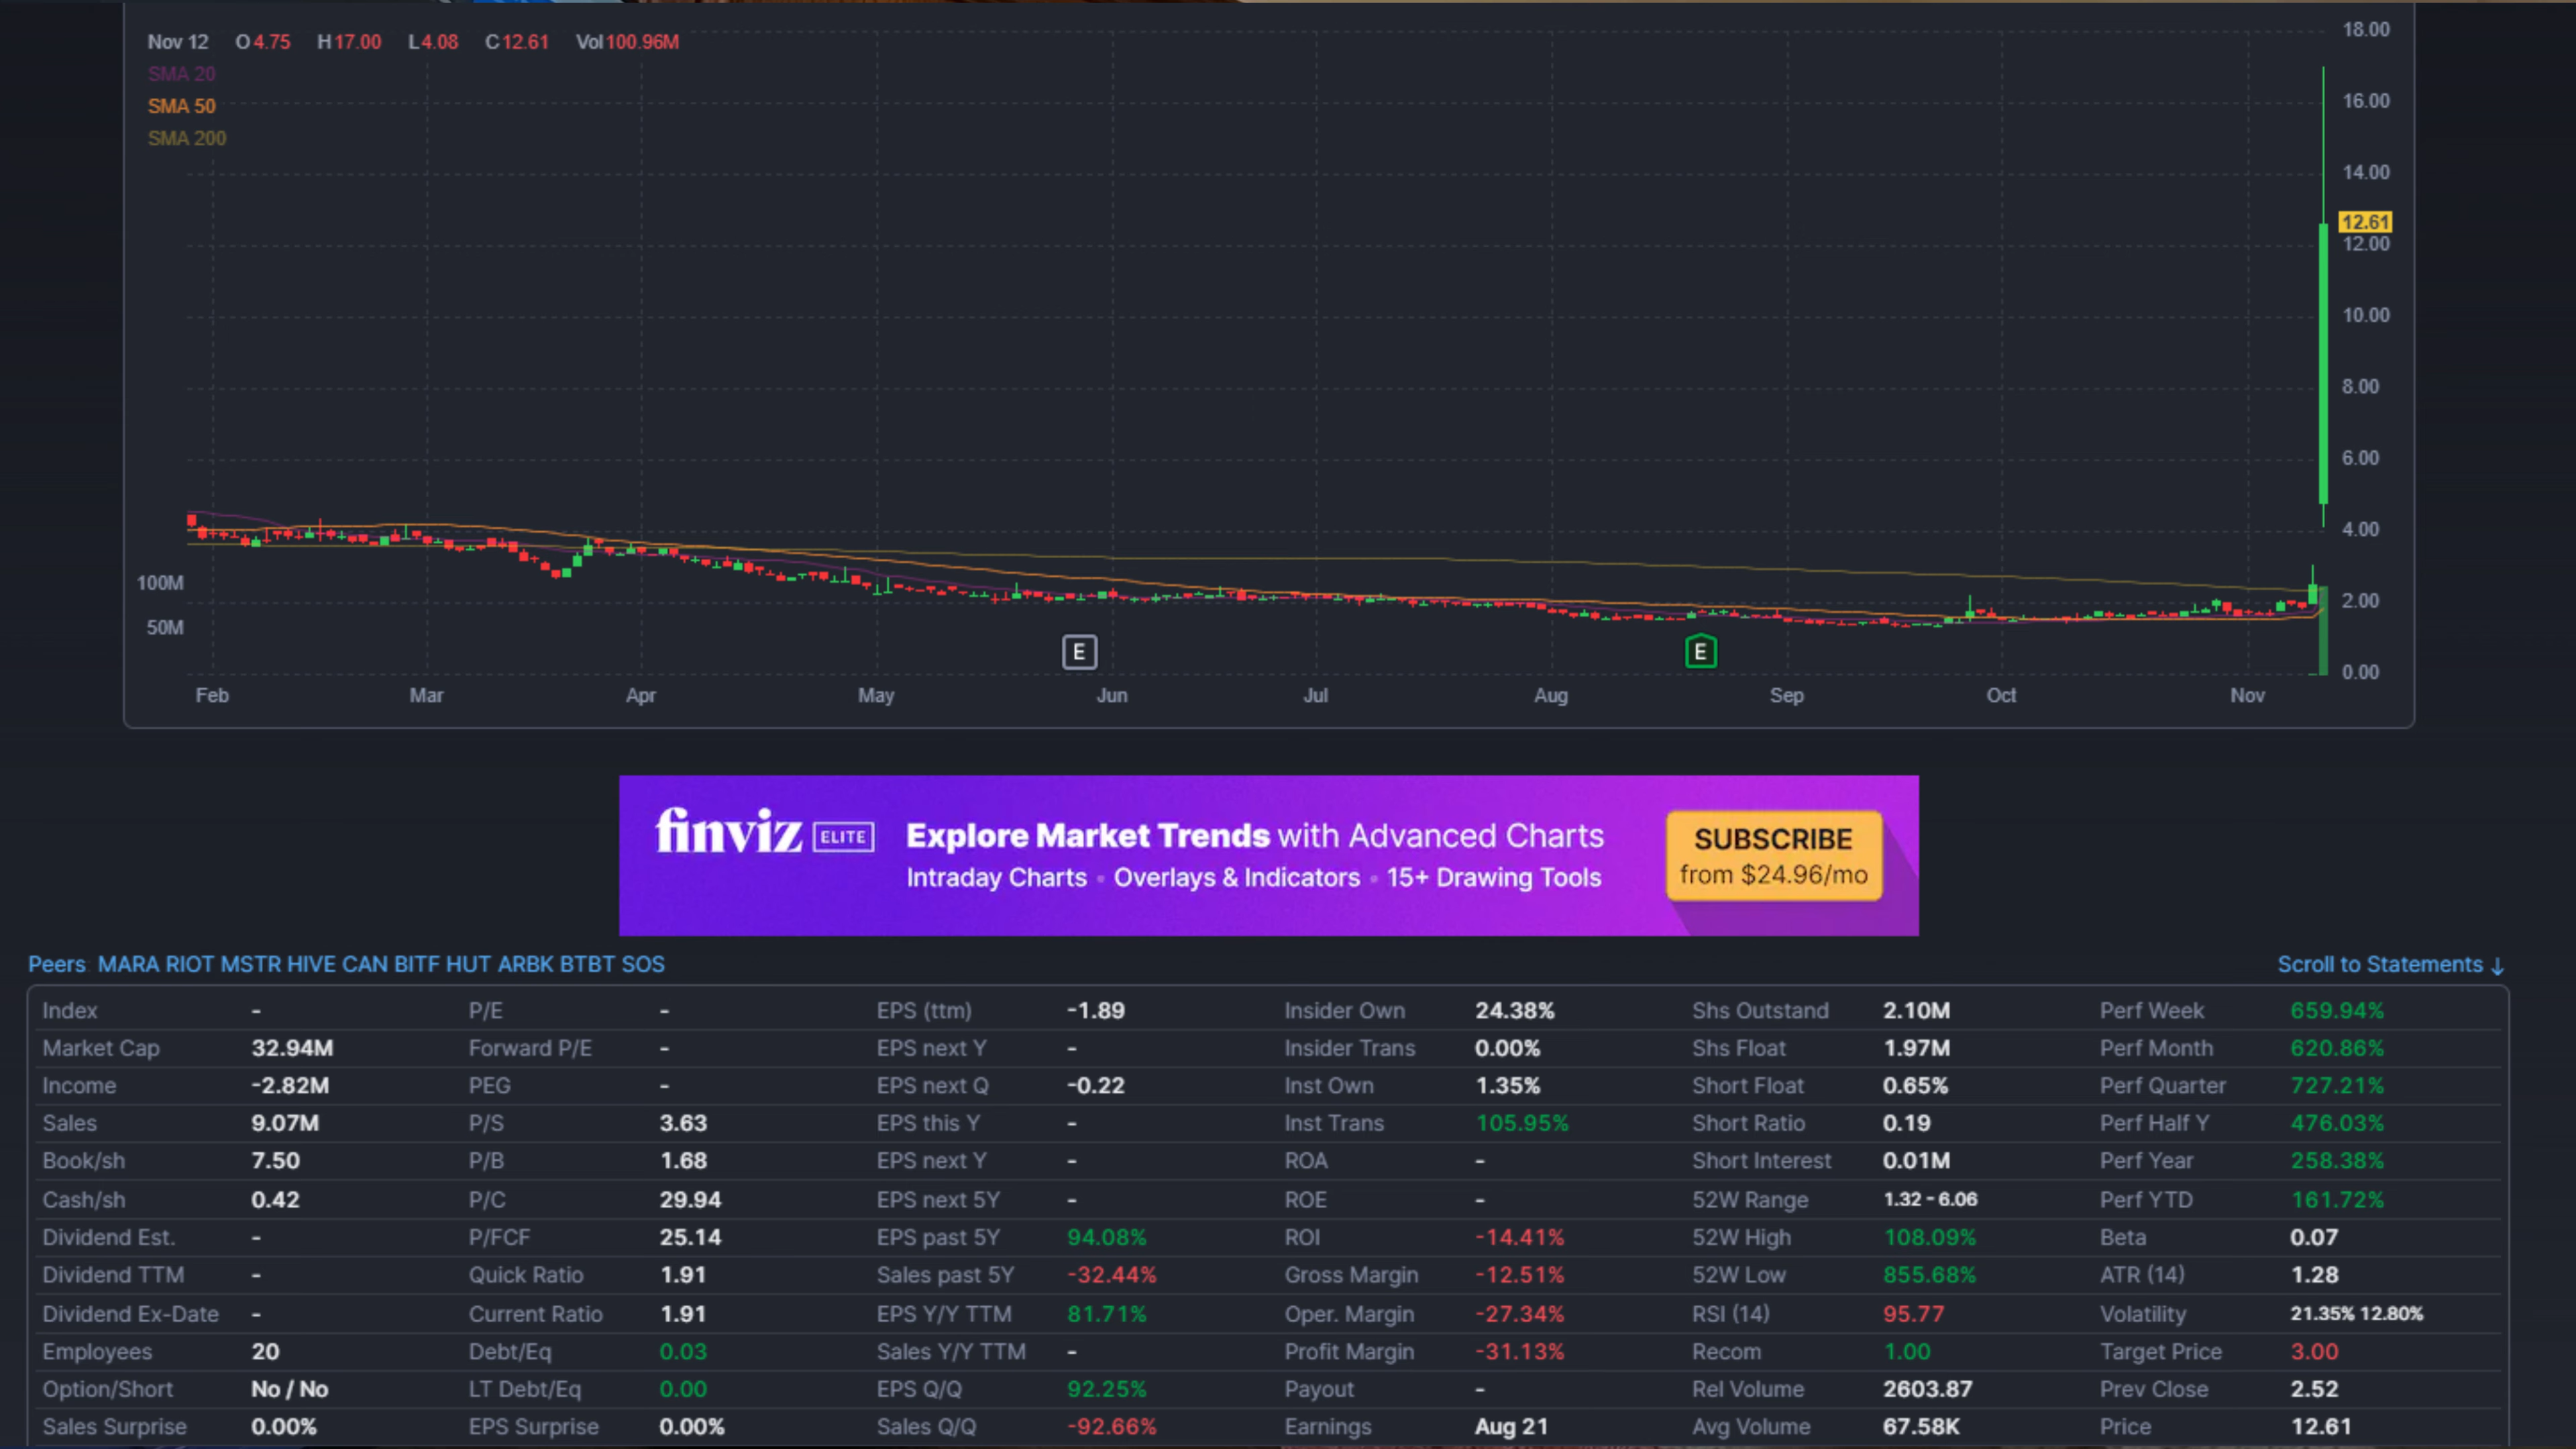 Nov 12 O4.75 H17.00 L4.08 C12.61 Vol100.96M
SMA 20
SMA 50
SMA 200
18.00
16.00
14.00
12.61
12.00
10.00
8.00
6.00
4.00
2.00
0.00
100M
50M
E E
Feb Mar Apr May Jun Jul Aug Sep Oct Nov
finviz ELITE
Explore Market Trends with Advanced Charts
Intraday Charts • Overlays & Indicators • 15+ Drawing Tools
SUBSCRIBE
from $24.96/mo
Peers: MARA RIOT MSTR HIVE CAN BITF HUT ARBK BTBT SOS Scroll to Statements ↓
Index - P/E - EPS (ttm) -1.89 Insider Own 24.38% Shs Outstand 2.10M Perf Week 659.94%
Market Cap 32.94M Forward P/E - EPS next Y - Insider Trans 0.00% Shs Float 1.97M Perf Month 620.86%
Income -2.82M PEG - EPS next Q -0.22 Inst Own 1.35% Short Float 0.65% Perf Quarter 727.21%
Sales 9.07M P/S 3.63 EPS this Y - Inst Trans 105.95% Short Ratio 0.19 Perf Half Y 476.03%
Book/sh 7.50 P/B 1.68 EPS next Y - ROA - Short Interest 0.01M Perf Year 258.38%
Cash/sh 0.42 P/C 29.94 EPS next 5Y - ROE - 52W Range 1.32 - 6.06 Perf YTD 161.72%
Dividend Est. - P/FCF 25.14 EPS past 5Y 94.08% ROI -14.41% 52W High 108.09% Beta 0.07
Dividend TTM - Quick Ratio 1.91 Sales past 5Y -32.44% Gross Margin -12.51% 52W Low 855.68% ATR (14) 1.28
Dividend Ex-Date - Current Ratio 1.91 EPS Y/Y TTM 81.71% Oper. Margin -27.34% RSI (14) 95.77 Volatility 21.35% 12.80%
Employees 20 Debt/Eq 0.03 Sales Y/Y TTM - Profit Margin -31.13% Recom 1.00 Target Price 3.00
Option/Short No / No LT Debt/Eq 0.00 EPS Q/Q 92.25% Payout - Rel Volume 2603.87 Prev Close 2.52
Sales Surprise 0.00% EPS Surprise 0.00% Sales Q/Q -92.66% Earnings Aug 21 Avg Volume 67.58K Price 12.61